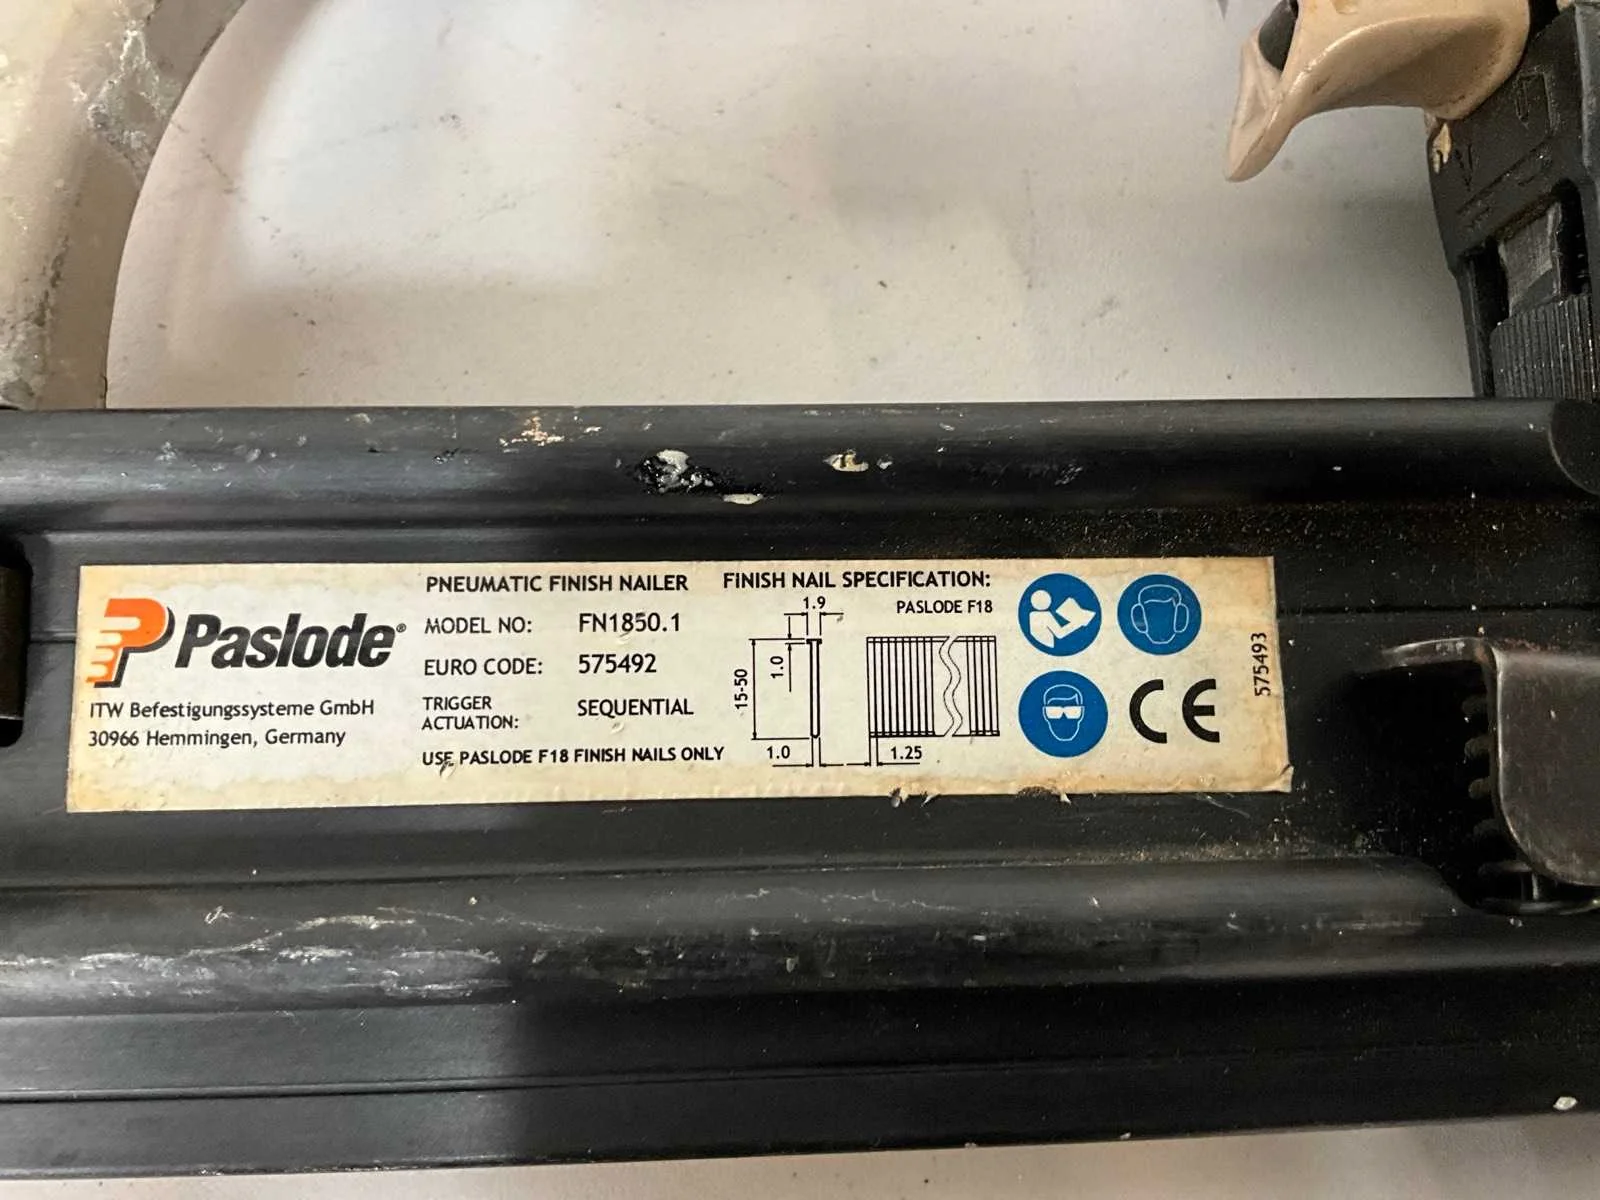 Paslode®
ITW Befestigungssysteme GmbH
30966 Hemmingen, Germany
PNEUMATIC FINISH NAILER
MODEL NO: FN1850.1
EURO CODE: 575492
TRIGGER ACTUATION: SEQUENTIAL
USE PASLODE F18 FINISH NAILS ONLY
FINISH NAIL SPECIFICATION:
PASLODE F18
1.9
1.0
15-50
1.0
1.25
CE
575493